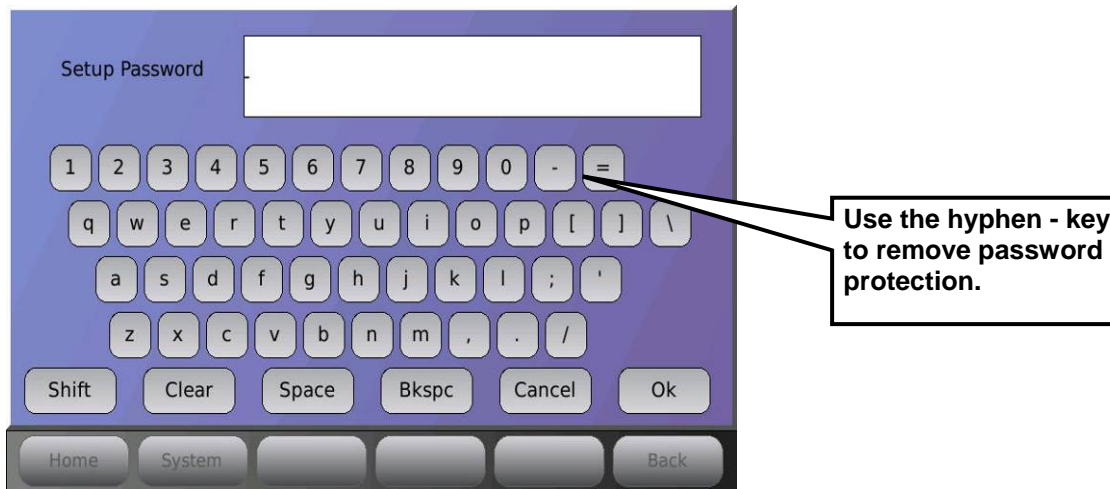 Setup Password -
1 2 3 4 5 6 7 8 9 0 - =
q w e r t y u i o p [ ] \
a s d f g h j k l ; '
z x c v b n m , . /
Shift Clear Space Bkspc Cancel Ok
Home System Back
Use the hyphen - key
to remove password
protection.